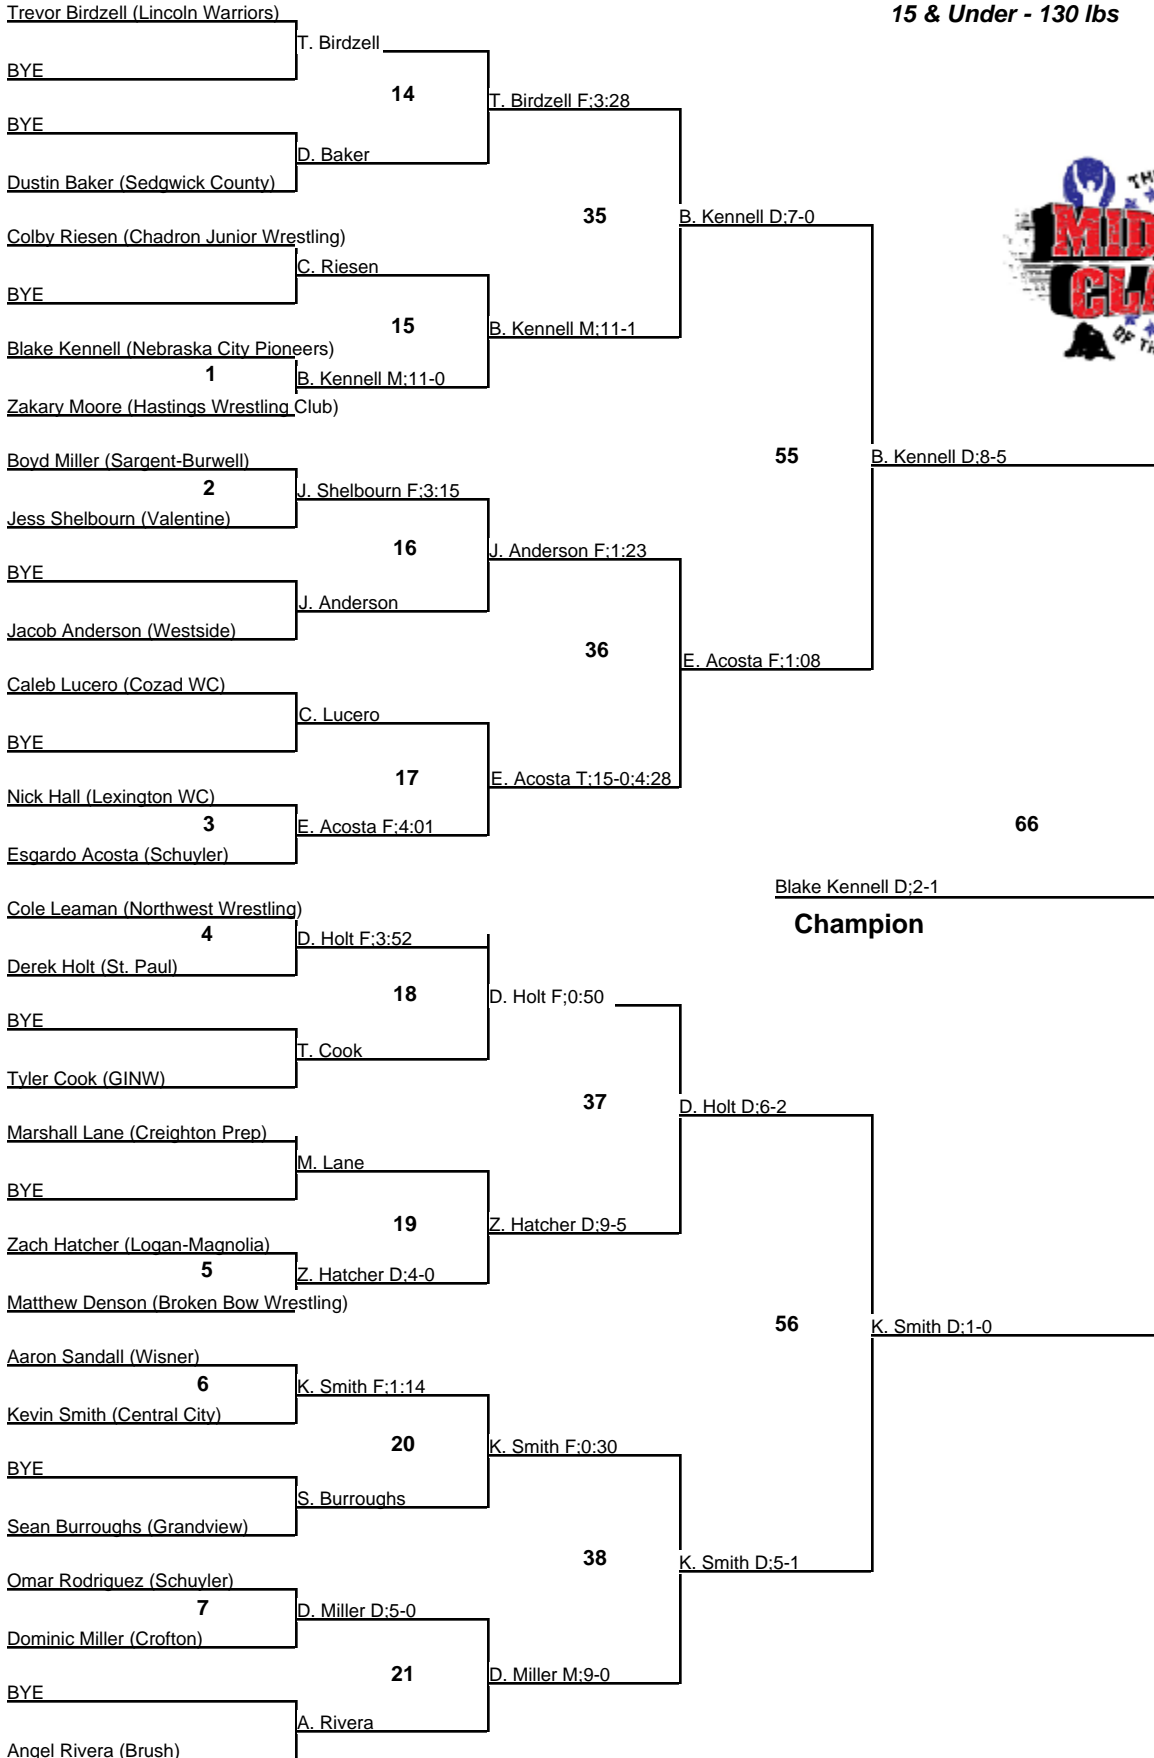 Trevor Birdzell (Lincoln Warriors)
15 & Under - 130 lbs
T. Birdzell
BYE
14
T. Birdzell F;3:28
BYE
D. Baker
Dustin Baker (Sedgwick County)
35
B. Kennell D;7-0
Colby Riesen (Chadron Junior Wrestling)
C. Riesen
BYE
15
B. Kennell M;11-1
Blake Kennell (Nebraska City Pioneers)
1
B. Kennell M;11-0
Zakary Moore (Hastings Wrestling Club)
55
B. Kennell D;8-5
Boyd Miller (Sargent-Burwell)
2
J. Shelbourn F;3:15
Jess Shelbourn (Valentine)
16
J. Anderson F;1:23
BYE
J. Anderson
Jacob Anderson (Westside)
36
E. Acosta F;1:08
Caleb Lucero (Cozad WC)
C. Lucero
BYE
17
E. Acosta T;15-0;4:28
Nick Hall (Lexington WC)
3
E. Acosta F;4:01
66
Esgardo Acosta (Schuyler)
Blake Kennell D;2-1
Champion
Cole Leaman (Northwest Wrestling)
4
D. Holt F;3:52
Derek Holt (St. Paul)
18
D. Holt F;0:50
BYE
T. Cook
Tyler Cook (GINW)
37
D. Holt D;6-2
Marshall Lane (Creighton Prep)
M. Lane
BYE
19
Z. Hatcher D;9-5
Zach Hatcher (Logan-Magnolia)
5
Z. Hatcher D;4-0
Matthew Denson (Broken Bow Wrestling)
56
K. Smith D;1-0
Aaron Sandall (Wisner)
6
K. Smith F;1:14
Kevin Smith (Central City)
20
K. Smith F;0:30
BYE
S. Burroughs
Sean Burroughs (Grandview)
38
K. Smith D;5-1
Omar Rodriguez (Schuyler)
7
D. Miller D;5-0
Dominic Miller (Crofton)
21
D. Miller M;9-0
BYE
A. Rivera
Angel Rivera (Brush)